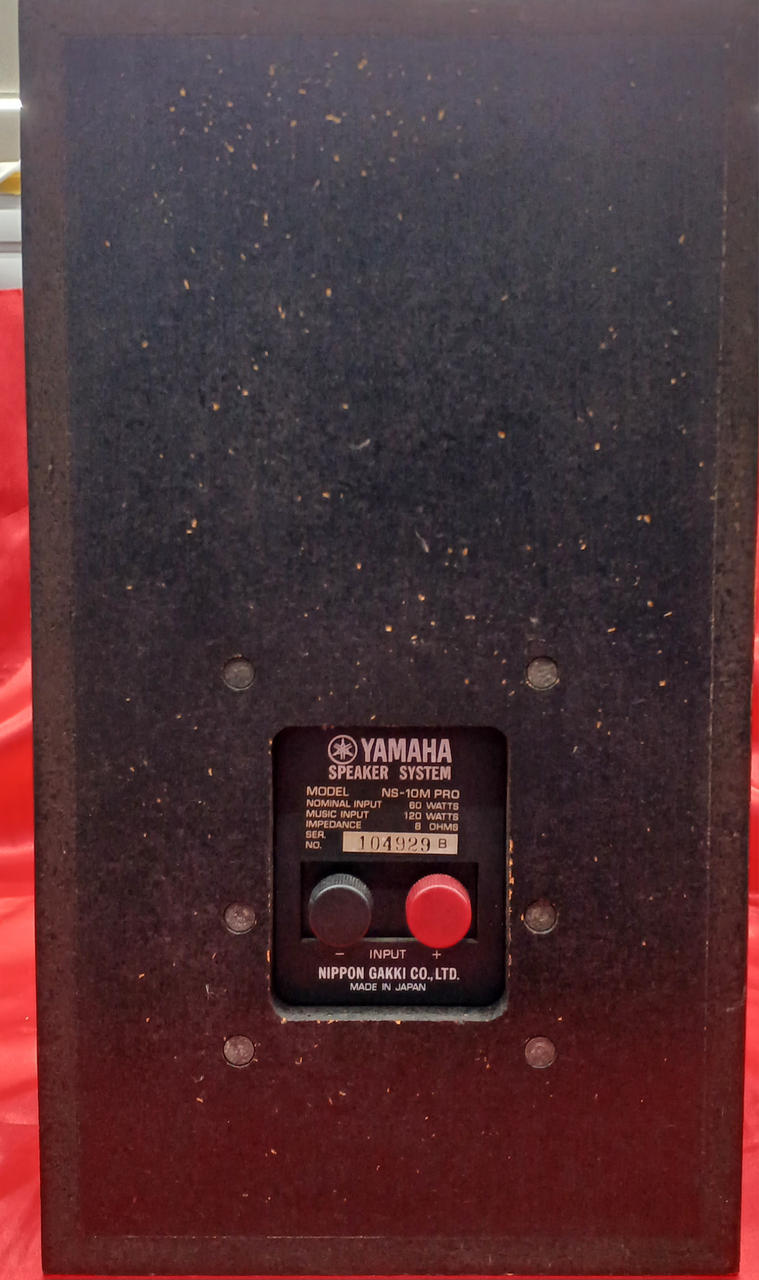 YAMAHA
SPEAKER SYSTEM
MODEL NS-10M PRO
NOMINAL INPUT 60 WATTS
MUSIC INPUT 120 WATTS
IMPEDANCE 8 OHMS
SER.
NO. 104929 B
– INPUT +
NIPPON GAKKI CO., LTD.
MADE IN JAPAN